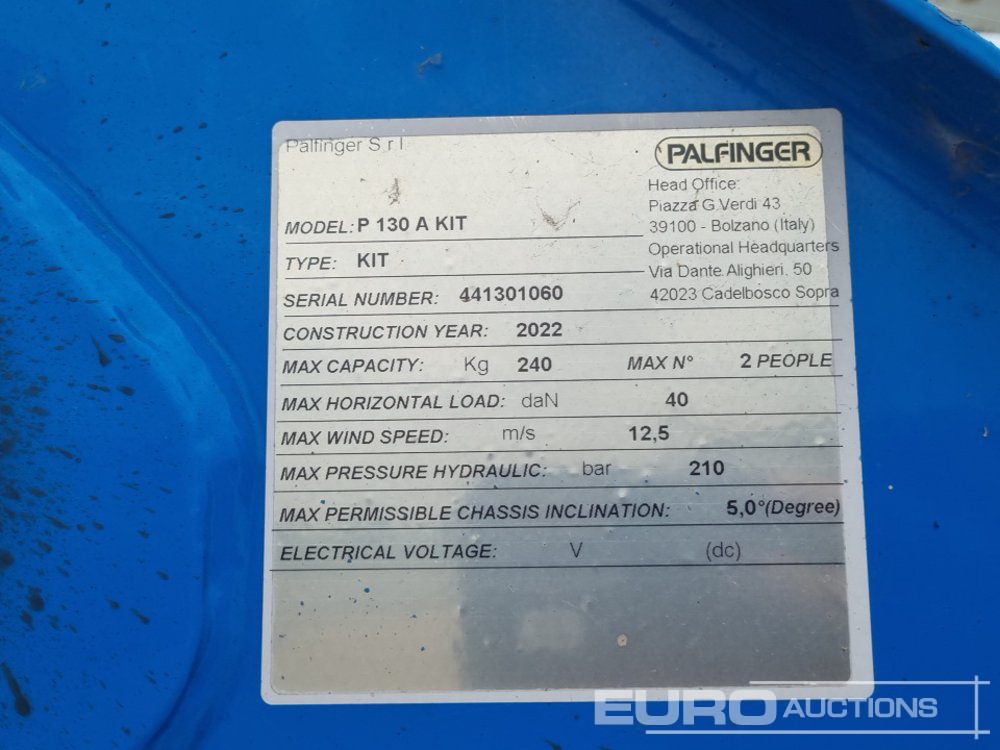 Palfinger S r l
PALFINGER
Head Office:
Piazza G.Verdi 43
39100 - Bolzano (Italy)
Operational Headquarters
Via Dante Alighieri, 50
42023 Cadelbosco Sopra
MODEL: P 130 A KIT
TYPE: KIT
SERIAL NUMBER: 441301060
CONSTRUCTION YEAR: 2022
MAX CAPACITY: Kg 240 MAX N° 2 PEOPLE
MAX HORIZONTAL LOAD: daN 40
MAX WIND SPEED: m/s 12,5
MAX PRESSURE HYDRAULIC: bar 210
MAX PERMISSIBLE CHASSIS INCLINATION: 5,0°(Degree)
ELECTRICAL VOLTAGE: V (dc)
EURO AUCTIONS